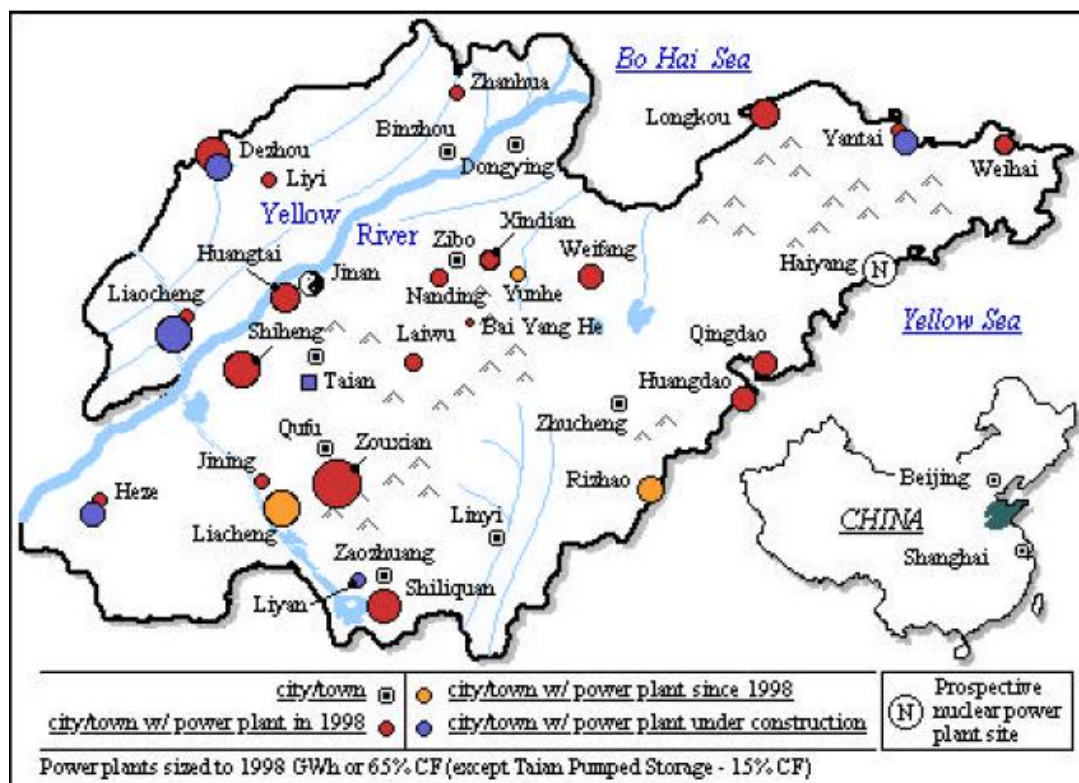 Bo Hai Sea
Zhanhua
Longkou
Binzhou
Yantai
Dezhou
Dongying
Weihai
Liyi
Yellow
River
Xindian
Zibo
Weifang
Huangtai
Jinan
Haiyang
N
Liaocheng
Nanding
Yunhe
Yellow Sea
Shiheng
Laiwu
Bai Yang He
Qingdao
Taian
Huangdao
Zhucheng
Qufu
Zouxian
Jining
Rizhao
Beijing
Heze
Liacheng
Linyi
CHINA
Zaozhuang
Shanghai
Liyan
Shiliquan
city/town
city/town w/ power plant since 1998
city/town w/ power plant in 1998
city/town w/ power plant under construction
N
Prospective
nuclear power
plant site
Power plants sized to 1998 GWh or 65% CF (except Taian Pumped Storage - 15% CF)